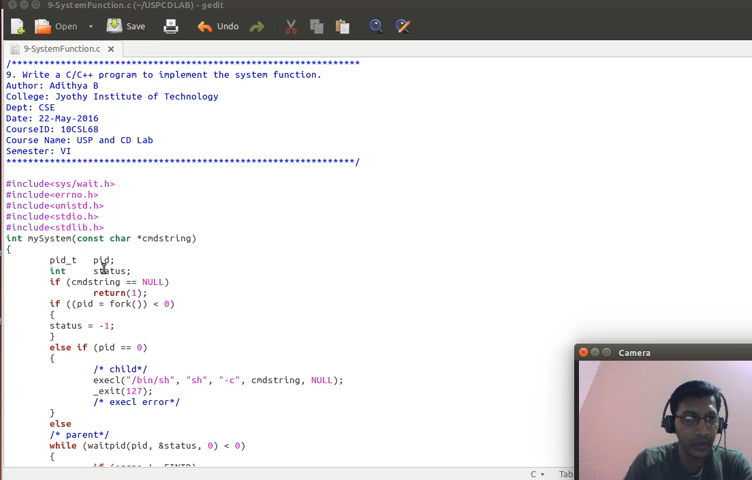 9-SystemFunction.c (~/USPCDLAB) - gedit
Open Save Undo
9-SystemFunction.c
/*****************************************************************
9. Write a C/C++ program to implement the system function.
Author: Adithya B
College: Jyothy Institute of Technology
Dept: CSE
Date: 22-May-2016
CourseID: 10CSL68
Course Name: USP and CD Lab
Semester: VI
*****************************************************************/
#include<sys/wait.h>
#include<errno.h>
#include<unistd.h>
#include<stdio.h>
#include<stdlib.h>
int mySystem(const char *cmdstring)
{
pid_t pid;
int status;
if (cmdstring == NULL)
return(1);
if ((pid = fork()) < 0)
{
status = -1;
}
else if (pid == 0)
{
/* child*/
execl("/bin/sh", "sh", "-c", cmdstring, NULL);
_exit(127);
/* execl error*/
}
else
/* parent*/
while (waitpid(pid, &status, 0) < 0)
{
C Tab
Camera